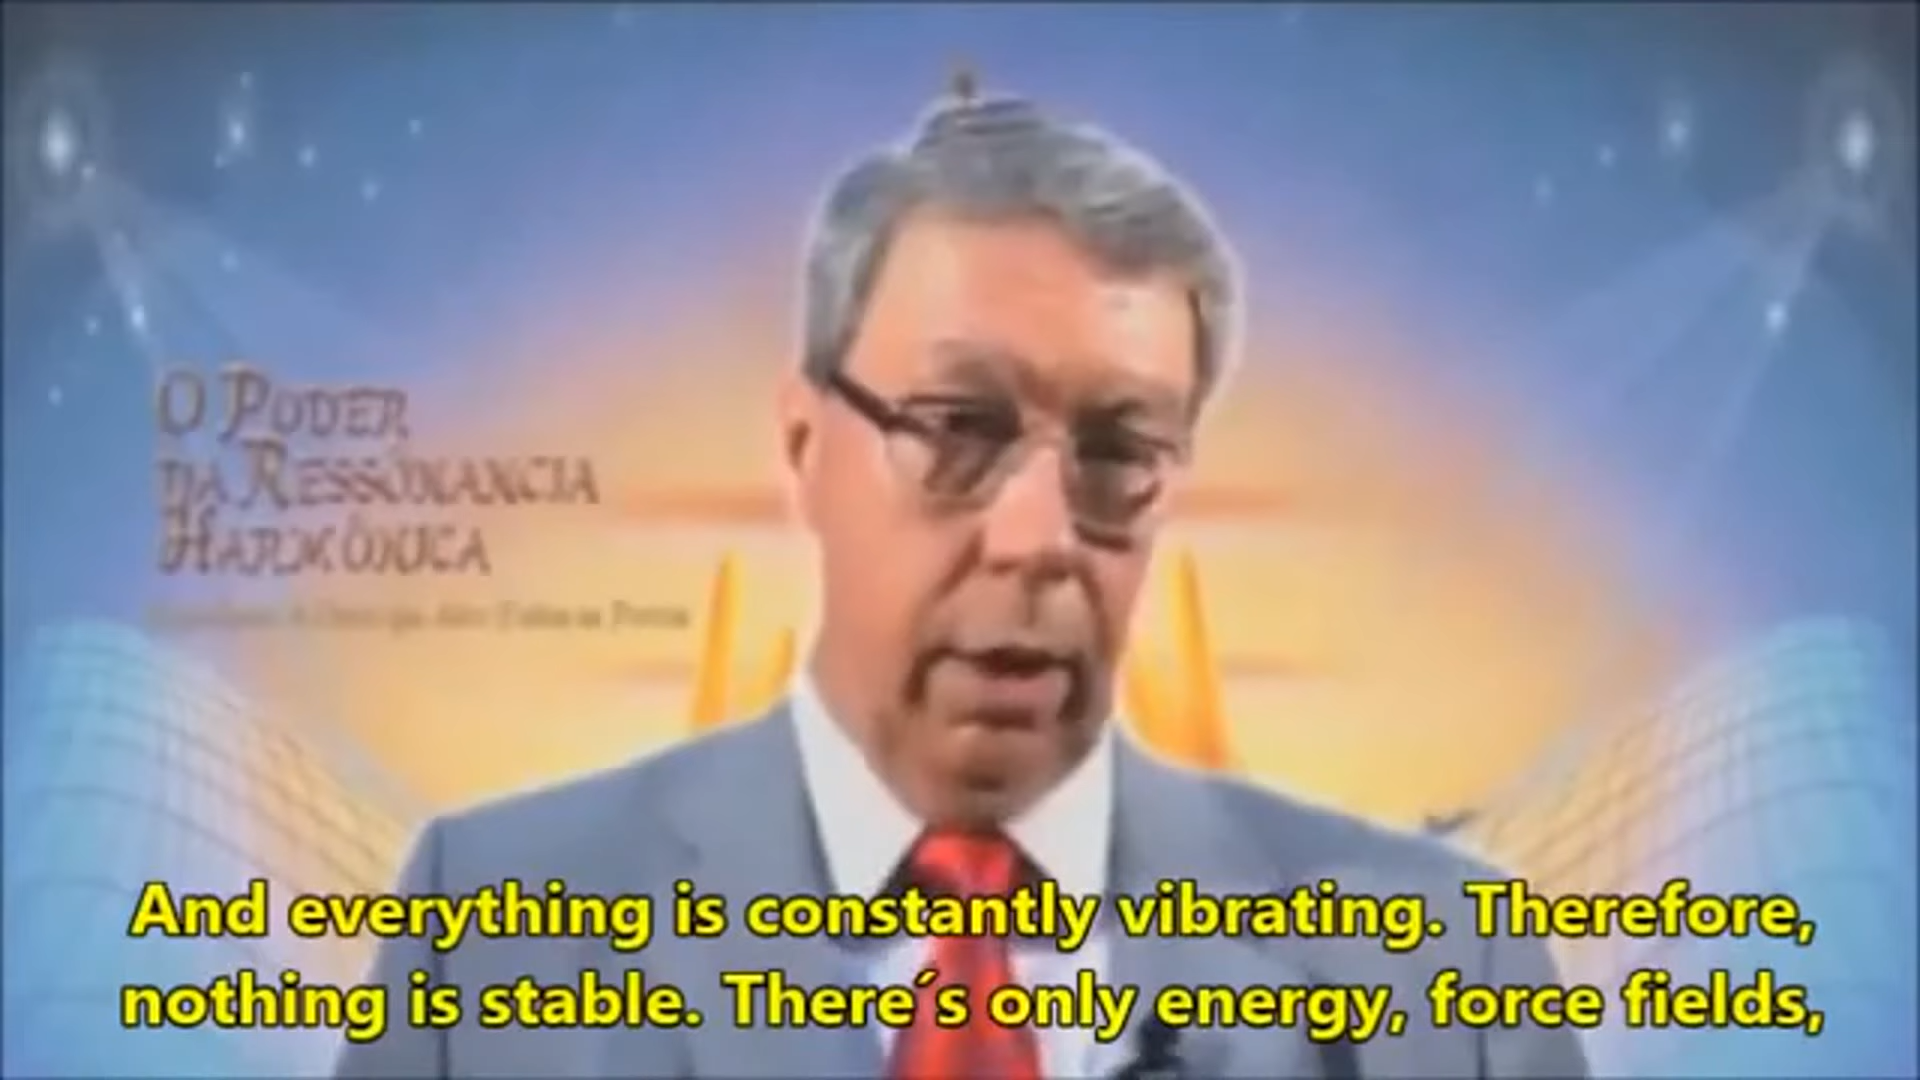 O PODER
DA RESSONANCIA
HARMÔNICA
And everything is constantly vibrating. Therefore,
nothing is stable. There´s only energy, force fields,